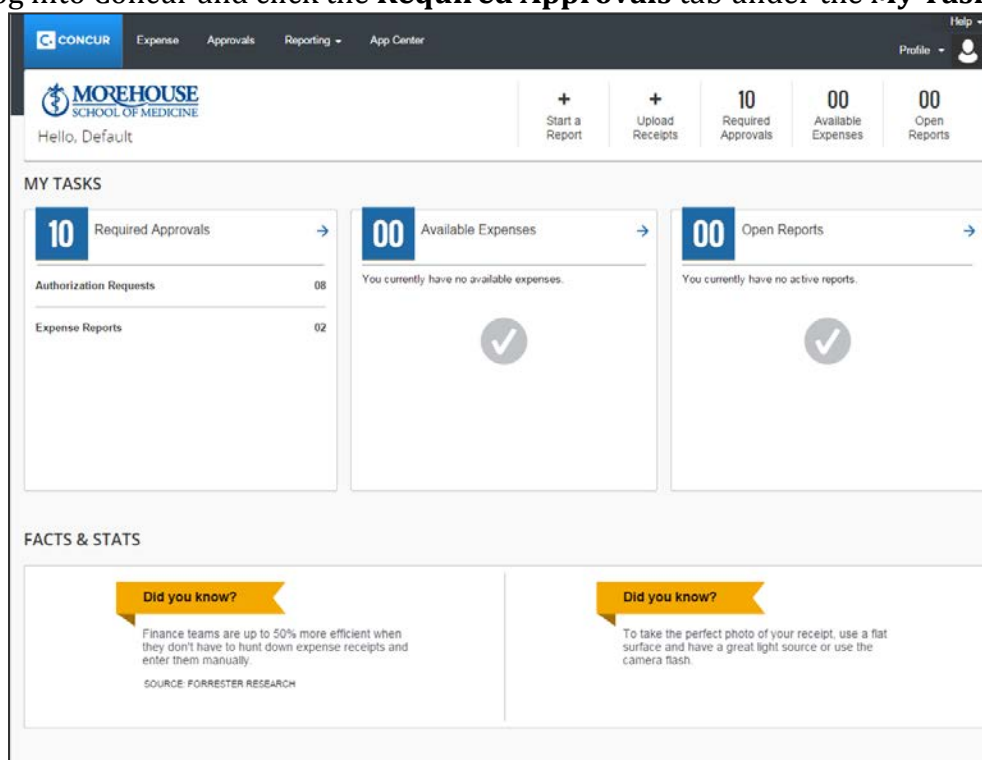 og into Concur and click the Required Approvals tab under the My Task
Help
C. CONCUR Expense Approvals Reporting App Center
Profile
MOREHOUSE
SCHOOL OF MEDICINE
Hello, Default
+ + 10 00 00
Start a Upload Required Available Open
Report Receipts Approvals Expenses Reports
MY TASKS
10 Required Approvals → 00 Available Expenses → 00 Open Reports →
Authorization Requests 08
You currently have no available expenses.
You currently have no active reports.
Expense Reports 02
FACTS & STATS
Did you know?
Finance teams are up to 50% more efficient when
they don't have to hunt down expense receipts and
enter them manually.
SOURCE: FORRESTER RESEARCH
Did you know?
To take the perfect photo of your receipt, use a flat
surface and have a great light source or use the
camera flash.